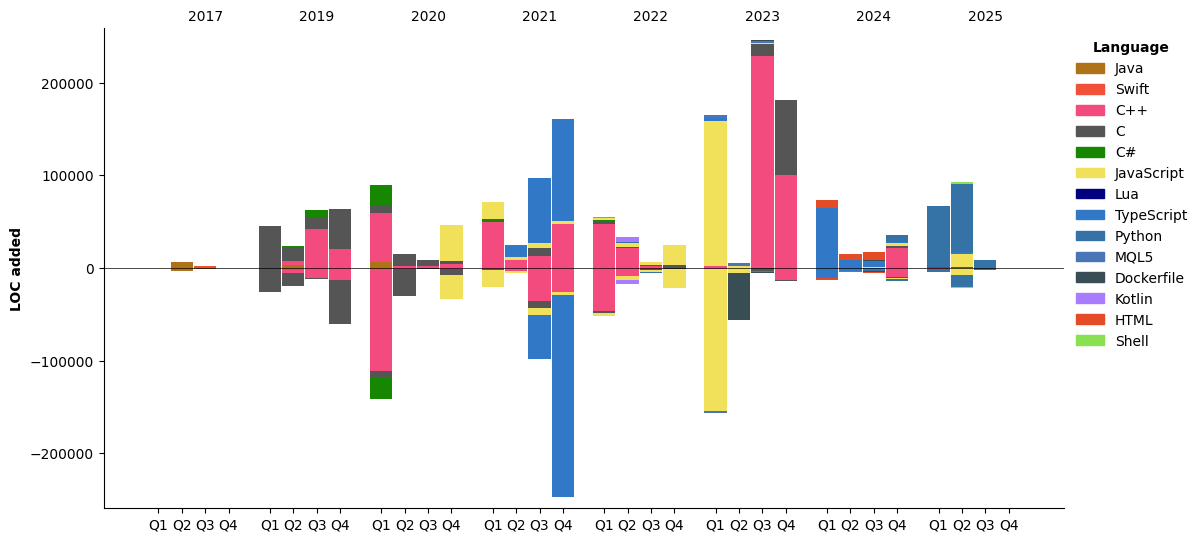 2017 2019 2020 2021 2022 2023 2024 2025
LOC added
200000
100000
0
−100000
−200000
Q1 Q2 Q3 Q4 Q1 Q2 Q3 Q4 Q1 Q2 Q3 Q4 Q1 Q2 Q3 Q4 Q1 Q2 Q3 Q4 Q1 Q2 Q3 Q4 Q1 Q2 Q3 Q4 Q1 Q2 Q3 Q4
Language
Java
Swift
C++
C
C#
JavaScript
Lua
TypeScript
Python
MQL5
Dockerfile
Kotlin
HTML
Shell